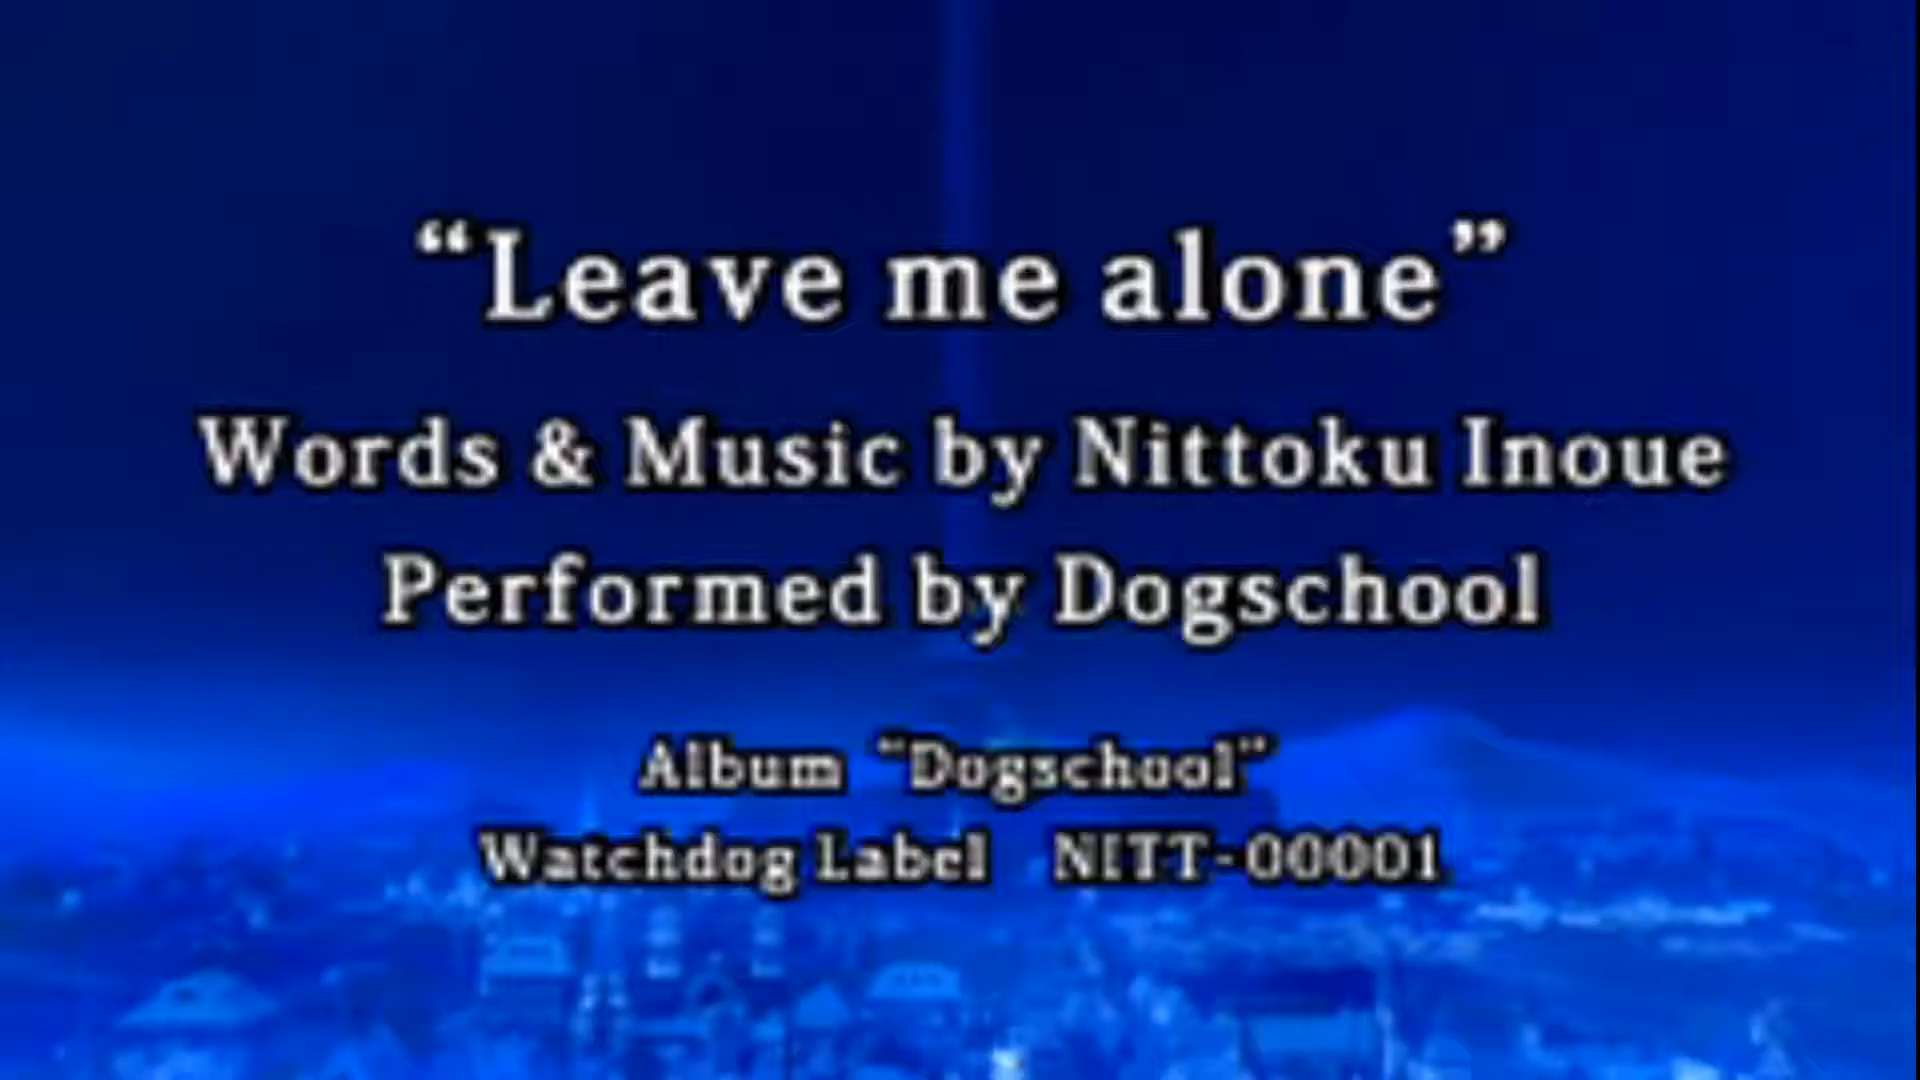 “Leave me alone”
Words & Music by Nittoku Inoue
Performed by Dogschool
Album “Dogschool”
Watchdog Label NITT-00001